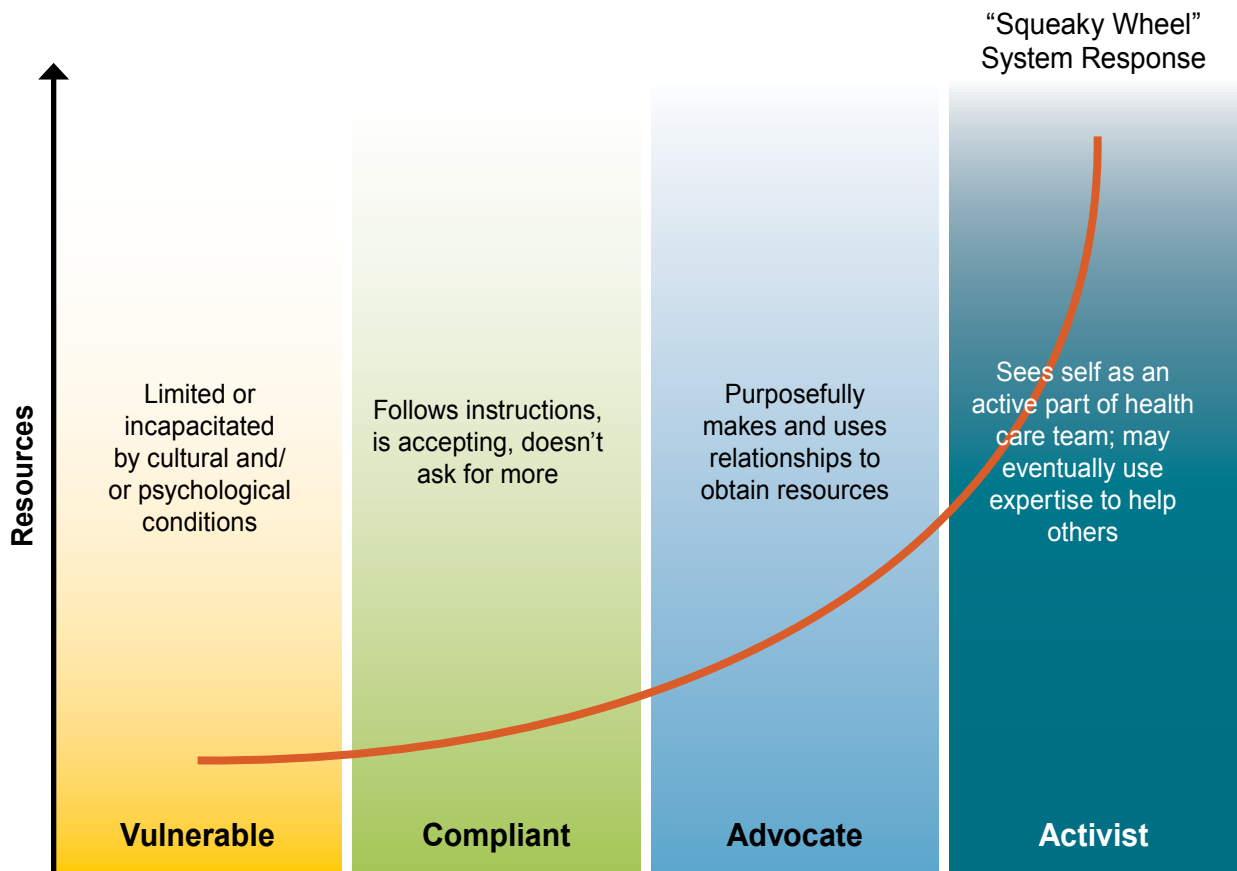 “Squeaky Wheel”
System Response
Resources
Limited or
incapacitated
by cultural and/
or psychological
conditions
Follows instructions,
is accepting, doesn’t
ask for more
Purposefully
makes and uses
relationships to
obtain resources
Sees self as an
active part of health
care team; may
eventually use
expertise to help
others
Vulnerable
Compliant
Advocate
Activist